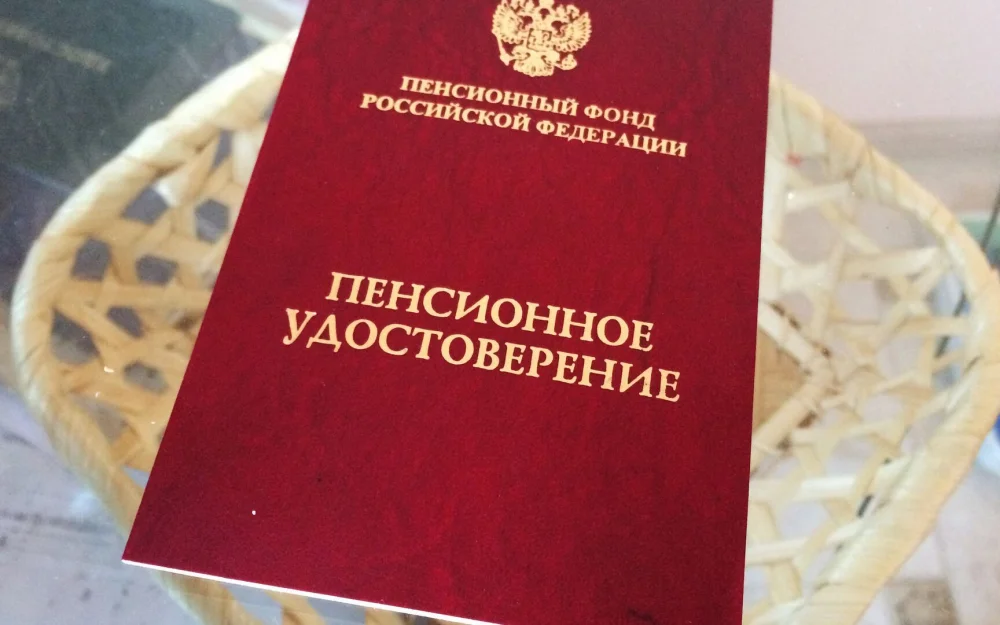 ПЕНСИОННЫЙ ФОНД
РОССИЙСКОЙ ФЕДЕРАЦИИ
ПЕНСИОННОЕ
УДОСТОВЕРЕНИЕ